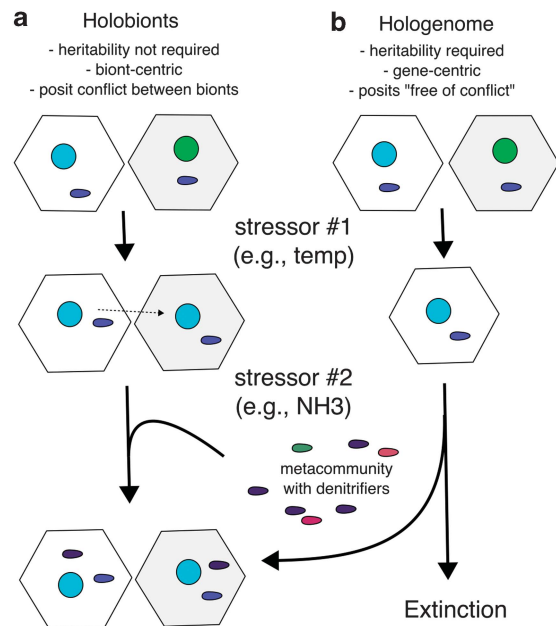 a
Holobionts
- heritability not required
- biont-centric
- posit conflict between bionts
b
Hologenome
- heritability required
- gene-centric
- posits "free of conflict"
stressor #1
(e.g., temp)
stressor #2
(e.g., NH3)
metacommunity
with denitrifiers
Extinction